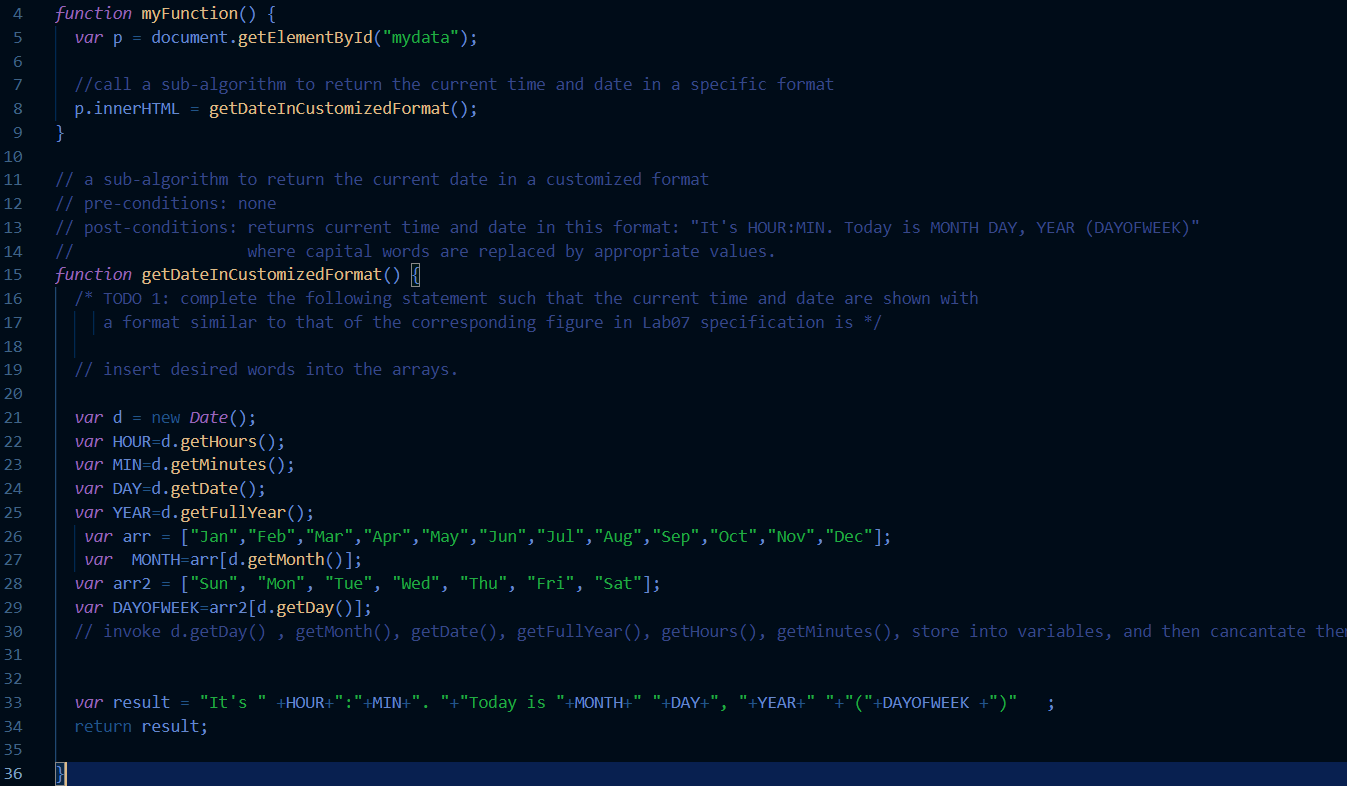 4 function myFunction() {
5 var p = document.getElementById("mydata");
6
7 //call a sub-algorithm to return the current time and date in a specific format
8 p.innerHTML = getDateInCustomizedFormat();
9 }
10
11 // a sub-algorithm to return the current date in a customized format
12 // pre-conditions: none
13 // post-conditions: returns current time and date in this format: "It's HOUR:MIN. Today is MONTH DAY, YEAR (DAYOFWEEK)"
14 // where capital words are replaced by appropriate values.
15 function getDateInCustomizedFormat() {
16 /* TODO 1: complete the following statement such that the current time and date are shown with
17 a format similar to that of the corresponding figure in Lab07 specification is */
18
19 // insert desired words into the arrays.
20
21 var d = new Date();
22 var HOUR=d.getHours();
23 var MIN=d.getMinutes();
24 var DAY=d.getDate();
25 var YEAR=d.getFullYear();
26 var arr = ["Jan","Feb","Mar","Apr","May","Jun","Jul","Aug","Sep","Oct","Nov","Dec"];
27 var  MONTH=arr[d.getMonth()];
28 var arr2 = ["Sun", "Mon", "Tue", "Wed", "Thu", "Fri", "Sat"];
29 var DAYOFWEEK=arr2[d.getDay()];
30 // invoke d.getDay() , getMonth(), getDate(), getFullYear(), getHours(), getMinutes(), store into variables, and then cancantate
31
32
33 var result = "It's " +HOUR+":"+MIN+". "+"Today is "+MONTH+" "+DAY+", "+YEAR+" "+"("+DAYOFWEEK +")"   ;
34 return result;
35
36 }